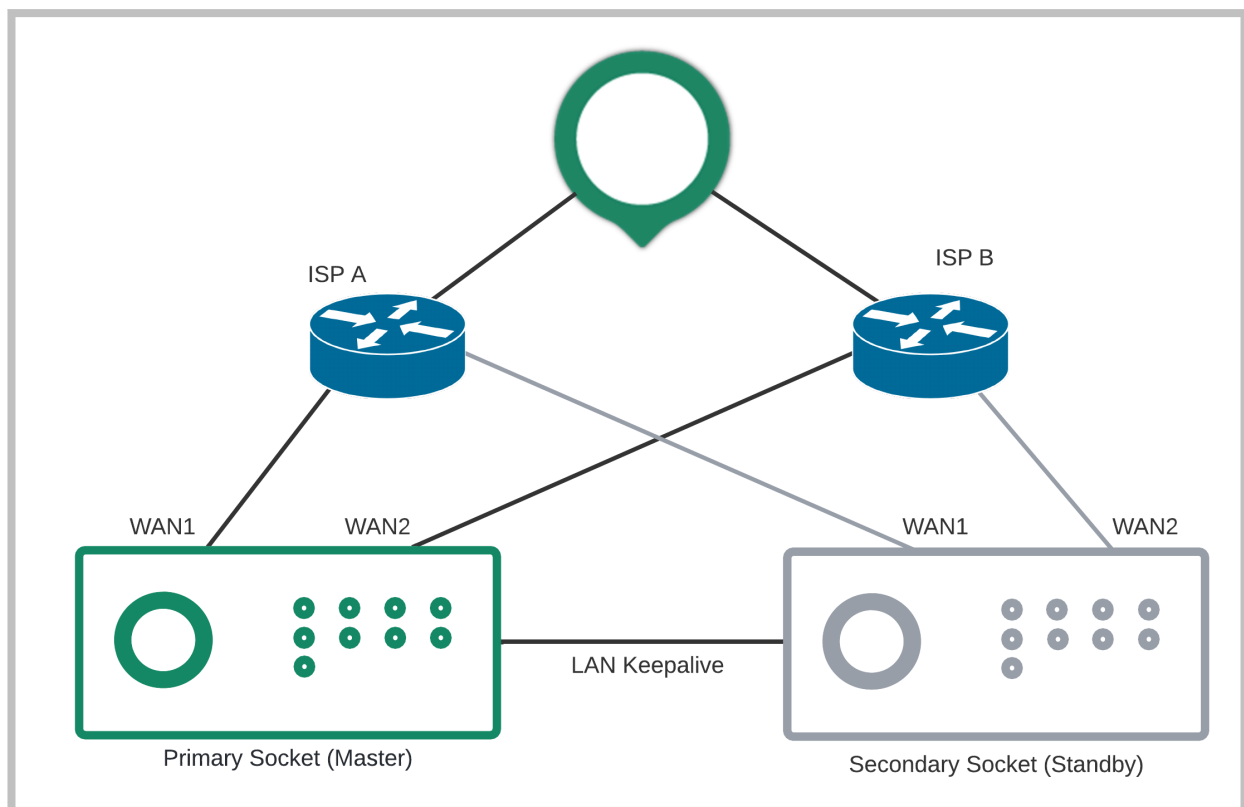 ISP A
ISP B
WAN1
WAN2
WAN1
WAN2
LAN Keepalive
Primary Socket (Master)
Secondary Socket (Standby)